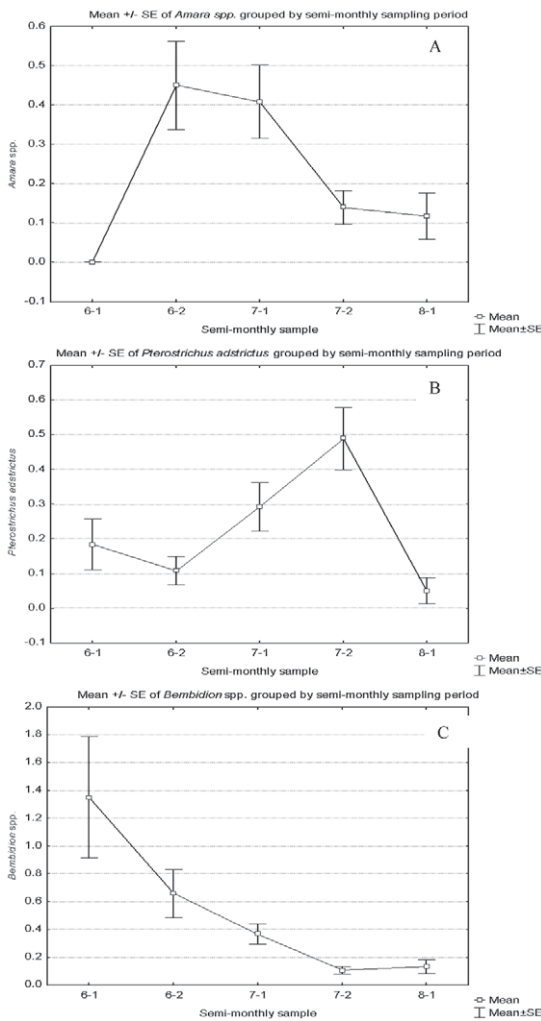 Mean +/- SE of Amara spp. grouped by semi-monthly sampling period
A
0.6
0.5
0.4
0.3
0.2
0.1
0.0
-0.1
Amara spp.
6-1 6-2 7-1 7-2 8-1
Semi-monthly sample
Mean
Mean±SE
Mean +/- SE of Pterostrichus adstrictus grouped by semi-monthly sampling period
B
0.7
0.6
0.5
0.4
0.3
0.2
0.1
0.0
-0.1
Pterostrichus adstrictus
6-1 6-2 7-1 7-2 8-1
Semi-monthly sample
Mean
Mean±SE
Mean +/- SE of Bembidion spp. grouped by semi-monthly sampling period
C
2.0
1.8
1.6
1.4
1.2
1.0
0.8
0.6
0.4
0.2
0.0
Bembidion spp.
6-1 6-2 7-1 7-2 8-1
Semi-monthly sample
Mean
Mean±SE